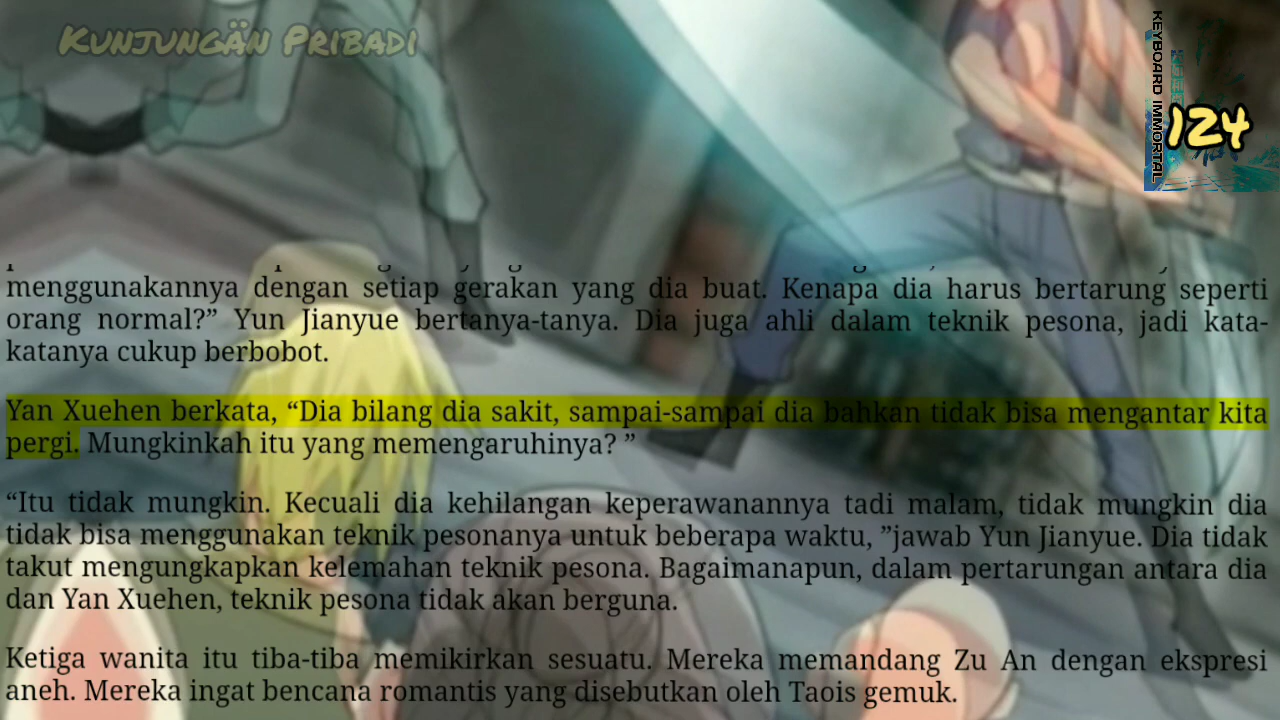 Kunjungän Pribadi
KEYBOARD IMMORTAL
124
menggunakannya dengan setiap gerakan yang dia buat. Kenapa dia harus bertarung seperti
orang normal?” Yun Jianyue bertanya-tanya. Dia juga ahli dalam teknik pesona, jadi kata-
katanya cukup berbobot.
Yan Xuehen berkata, “Dia bilang dia sakit, sampai-sampai dia bahkan tidak bisa mengantar kita
pergi. Mungkinkah itu yang memengaruhinya? ”
“Itu tidak mungkin. Kecuali dia kehilangan keperawanannya tadi malam, tidak mungkin dia
tidak bisa menggunakan teknik pesonanya untuk beberapa waktu, ”jawab Yun Jianyue. Dia tidak
takut mengungkapkan kelemahan teknik pesona. Bagaimanapun, dalam pertarungan antara dia
dan Yan Xuehen, teknik pesona tidak akan berguna.
Ketiga wanita itu tiba-tiba memikirkan sesuatu. Mereka memandang Zu An dengan ekspresi
aneh. Mereka ingat bencana romantis yang disebutkan oleh Taois gemuk.